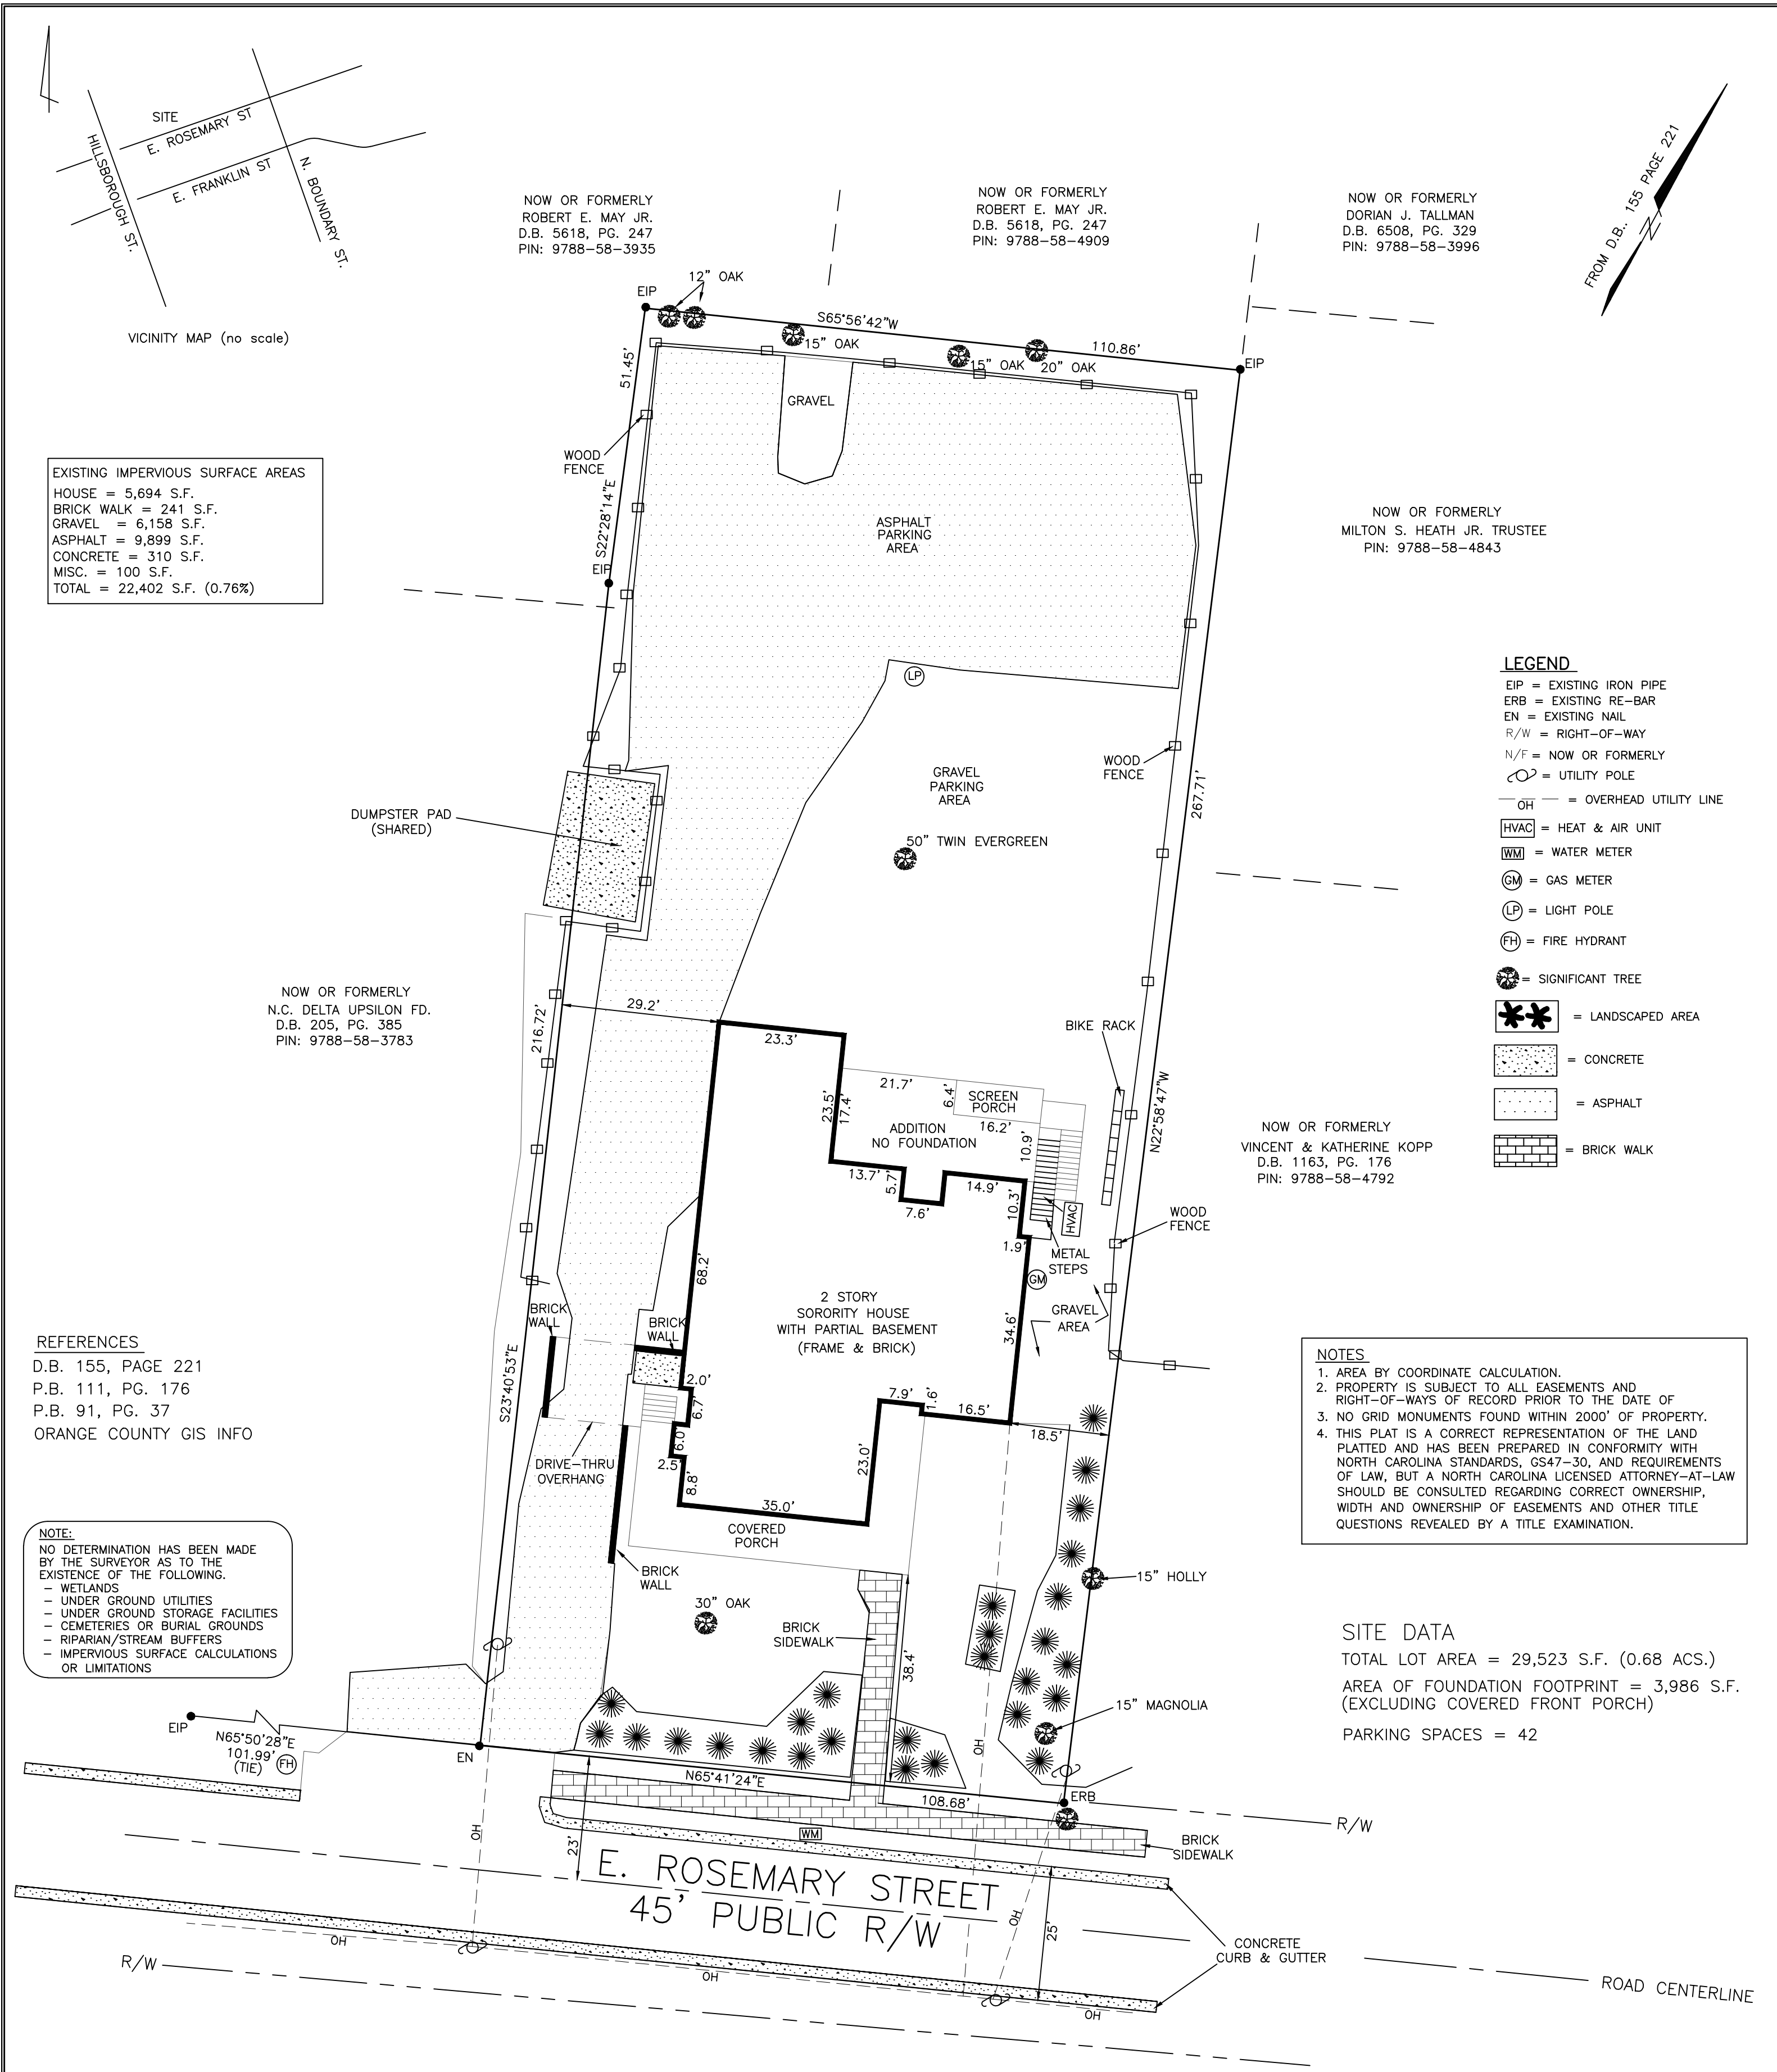 SITE
E. ROSEMARY ST
E. FRANKLIN ST
HILLSBOROUGH ST.
N. BOUNDARY ST.
VICINITY MAP (no scale)
NOW OR FORMERLY
ROBERT E. MAY JR.
D.B. 5618, PG. 247
PIN: 9788-58-3935
NOW OR FORMERLY
ROBERT E. MAY JR.
D.B. 5618, PG. 247
PIN: 9788-58-4909
NOW OR FORMERLY
DORIAN J. TALLMAN
D.B. 6508, PG. 329
PIN: 9788-58-3996
FROM D.B.. 155 PAGE 221
N
EIP
12" OAK
S65°56'42"W
110.86'
15" OAK
15" OAK
20" OAK
EIP
51.45'
S22°28'14"E
EIP
GRAVEL
WOOD
FENCE
ASPHALT
PARKING
AREA
EXISTING IMPERVIOUS SURFACE AREAS
HOUSE = 5,694 S.F.
BRICK WALK = 241 S.F.
GRAVEL = 6,158 S.F.
ASPHALT = 9,899 S.F.
CONCRETE = 310 S.F.
MISC. = 100 S.F.
TOTAL = 22,402 S.F. (0.76%)
NOW OR FORMERLY
MILTON S. HEATH JR. TRUSTEE
PIN: 9788-58-4843
LP
WOOD
FENCE
GRAVEL
PARKING
AREA
267.71'
N22°58'47"W
50" TWIN EVERGREEN
DUMPSTER PAD
(SHARED)
LEGEND
EIP = EXISTING IRON PIPE
ERB = EXISTING RE-BAR
EN = EXISTING NAIL
R/W = RIGHT-OF-WAY
N/F = NOW OR FORMERLY
= UTILITY POLE
OH = OVERHEAD UTILITY LINE
HVAC = HEAT & AIR UNIT
WM = WATER METER
GM = GAS METER
LP = LIGHT POLE
FH = FIRE HYDRANT
= SIGNIFICANT TREE
= LANDSCAPED AREA
= CONCRETE
= ASPHALT
= BRICK WALK
NOW OR FORMERLY
N.C. DELTA UPSILON FD.
D.B. 205, PG. 385
PIN: 9788-58-3783
216.72'
S23°40'53"E
29.2'
23.3'
23.5'
17.4'
21.7'
6.4'
SCREEN
PORCH
16.2'
ADDITION
NO FOUNDATION
10.9'
13.7'
5.7'
7.6'
14.9'
10.3'
1.9'
BIKE RACK
HVAC
METAL
STEPS
GM
NOW OR FORMERLY
VINCENT & KATHERINE KOPP
D.B. 1163, PG. 176
PIN: 9788-58-4792
WOOD
FENCE
68.2'
2 STORY
SORORITY HOUSE
WITH PARTIAL BASEMENT
(FRAME & BRICK)
34.6'
GRAVEL
AREA
BRICK
WALL
BRICK
WALL
2.0'
6.7'
6.0'
2.5'
8.8'
35.0'
23.0'
7.9'
1.6'
16.5'
18.5'
DRIVE-THRU
OVERHANG
COVERED
PORCH
BRICK
WALL
30" OAK
BRICK
SIDEWALK
38.4'
15" HOLLY
15" MAGNOLIA
REFERENCES
D.B. 155, PAGE 221
P.B. 111, PG. 176
P.B. 91, PG. 37
ORANGE COUNTY GIS INFO
NOTE:
NO DETERMINATION HAS BEEN MADE
BY THE SURVEYOR AS TO THE
EXISTENCE OF THE FOLLOWING.
- WETLANDS
- UNDER GROUND UTILITIES
- UNDER GROUND STORAGE FACILITIES
- CEMETERIES OR BURIAL GROUNDS
- RIPARIAN/STREAM BUFFERS
- IMPERVIOUS SURFACE CALCULATIONS
OR LIMITATIONS
NOTES
1. AREA BY COORDINATE CALCULATION.
2. PROPERTY IS SUBJECT TO ALL EASEMENTS AND
RIGHT-OF-WAYS OF RECORD PRIOR TO THE DATE OF
3. NO GRID MONUMENTS FOUND WITHIN 2000' OF PROPERTY.
4. THIS PLAT IS A CORRECT REPRESENTATION OF THE LAND
PLATTED AND HAS BEEN PREPARED IN CONFORMITY WITH
NORTH CAROLINA STANDARDS, GS47-30, AND REQUIREMENTS
OF LAW, BUT A NORTH CAROLINA LICENSED ATTORNEY-AT-LAW
SHOULD BE CONSULTED REGARDING CORRECT OWNERSHIP,
WIDTH AND OWNERSHIP OF EASEMENTS AND OTHER TITLE
QUESTIONS REVEALED BY A TITLE EXAMINATION.
SITE DATA
TOTAL LOT AREA = 29,523 S.F. (0.68 ACS.)
AREA OF FOUNDATION FOOTPRINT = 3,986 S.F.
(EXCLUDING COVERED FRONT PORCH)
PARKING SPACES = 42
EIP
N65°50'28"E
101.99'
(TIE)
FH
EN
N65°41'24"E
108.68'
ERB
OH
OH
R/W
BRICK
SIDEWALK
WM
23'
E. ROSEMARY STREET
45' PUBLIC R/W
OH
25'
CONCRETE
CURB & GUTTER
OH
OH
OH
R/W
ROAD CENTERLINE